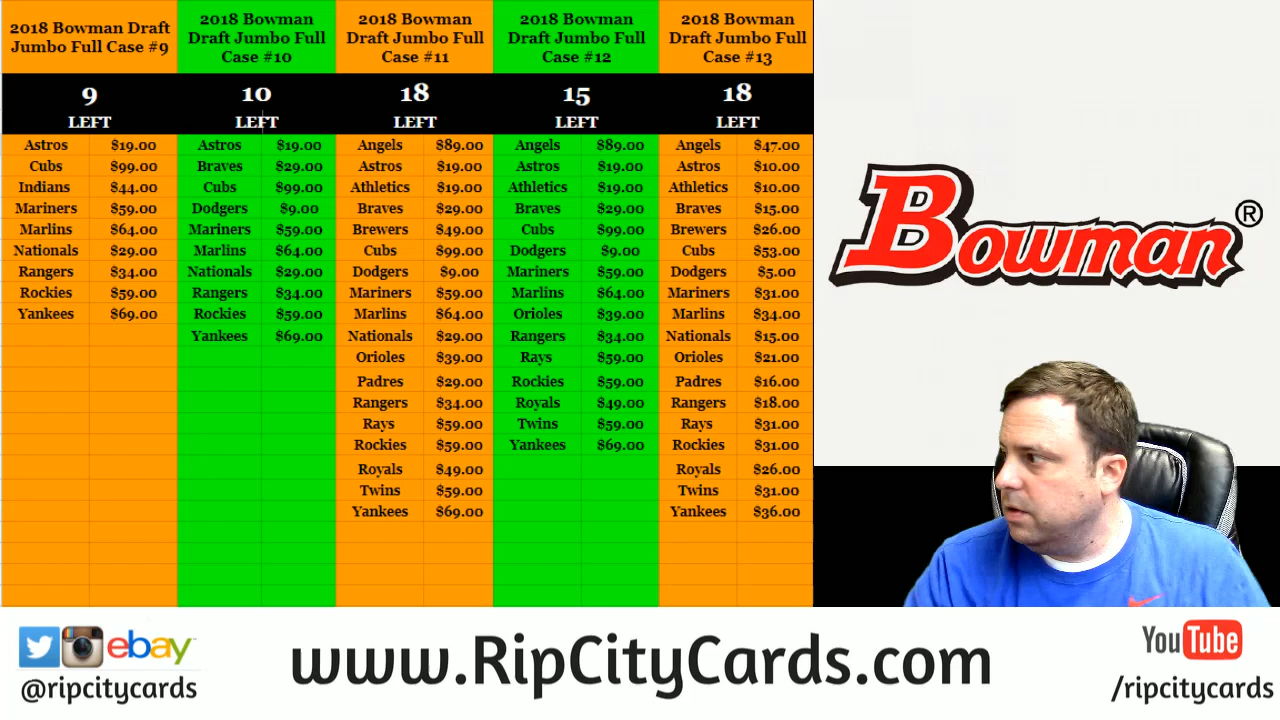 2018 Bowman Draft
Jumbo Full Case #9
9
LEFT
Astros $19.00
Cubs $99.00
Indians $44.00
Mariners $59.00
Marlins $64.00
Nationals $29.00
Rangers $34.00
Rockies $59.00
Yankees $69.00
2018 Bowman
Draft Jumbo Full
Case #10
10
LEFT
Astros $19.00
Braves $29.00
Cubs $99.00
Dodgers $9.00
Mariners $59.00
Marlins $64.00
Nationals $29.00
Rangers $34.00
Rockies $59.00
Yankees $69.00
2018 Bowman
Draft Jumbo Full
Case #11
18
LEFT
Angels $89.00
Astros $19.00
Athletics $19.00
Braves $29.00
Brewers $49.00
Cubs $99.00
Dodgers $9.00
Mariners $59.00
Marlins $64.00
Nationals $29.00
Orioles $39.00
Padres $29.00
Rangers $34.00
Rays $59.00
Rockies $59.00
Royals $49.00
Twins $59.00
Yankees $69.00
2018 Bowman
Draft Jumbo Full
Case #12
15
LEFT
Angels $89.00
Astros $19.00
Athletics $19.00
Braves $29.00
Cubs $99.00
Dodgers $9.00
Mariners $59.00
Marlins $64.00
Orioles $39.00
Rangers $34.00
Rays $59.00
Rockies $59.00
Royals $49.00
Twins $59.00
Yankees $69.00
2018 Bowman
Draft Jumbo Full
Case #13
18
LEFT
Angels $47.00
Astros $10.00
Athletics $10.00
Braves $15.00
Brewers $26.00
Cubs $53.00
Dodgers $5.00
Mariners $31.00
Marlins $34.00
Nationals $15.00
Orioles $21.00
Padres $16.00
Rangers $18.00
Rays $31.00
Rockies $31.00
Royals $26.00
Twins $31.00
Yankees $36.00
Bowman®
ebay™
@ripcitycards
www.RipCityCards.com
YouTube
/ripcitycards